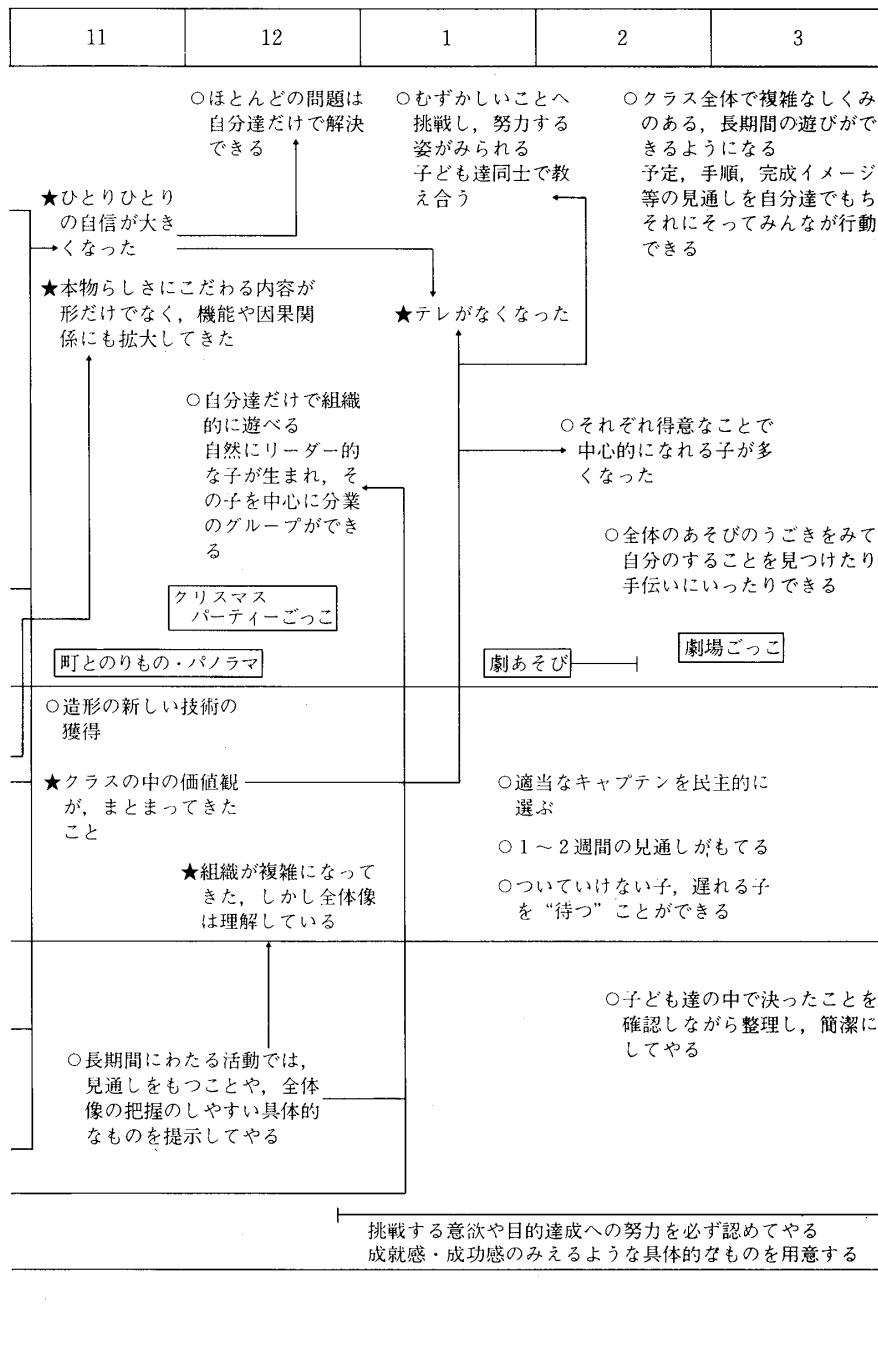 11
12
1
2
3
○ほとんどの問題は
自分達だけで解決
できる
○むずかしいことへ
挑戦し，努力する
姿がみられる
子ども達同士で教
え合う
○クラス全体で複雑なしくみ
のある，長期間の遊びがで
きるようになる
予定，手順，完成イメージ
等の見通しを自分達でもち
それにそってみんなが行動
できる
★ひとりひとり
の自信が大き
くなった
★本物らしさにこだわる内容が
形だけでなく，機能や因果関
係にも拡大してきた
★テレがなくなった
○自分達だけで組織
的に遊べる
自然にリーダー的
な子が生まれ，そ
の子を中心に分業
のグループができ
る
○それぞれ得意なことで
中心的になれる子が多
くなった
○全体のあそびのうごきをみて
自分のすることを見つけたり
手伝いにいったりできる
クリスマス
パーティーごっこ
町とのりもの・パノラマ
劇あそび
劇場ごっこ
○造形の新しい技術の
獲得
★クラスの中の価値観
が，まとまってきた
こと
○適当なキャプテンを民主的に
選ぶ
○1〜2週間の見通しがもてる
★組織が複雑になって
きた，しかし全体像
は理解している
○ついていけない子，遅れる子
を“待つ”ことができる
○子ども達の中で決ったことを
確認しながら整理し，簡潔に
してやる
○長期間にわたる活動では，
見通しをもつことや，全体
像の把握のしやすい具体的
なものを提示してやる
挑戦する意欲や目的達成への努力を必ず認めてやる
成就感・成功感のみえるような具体的なものを用意する